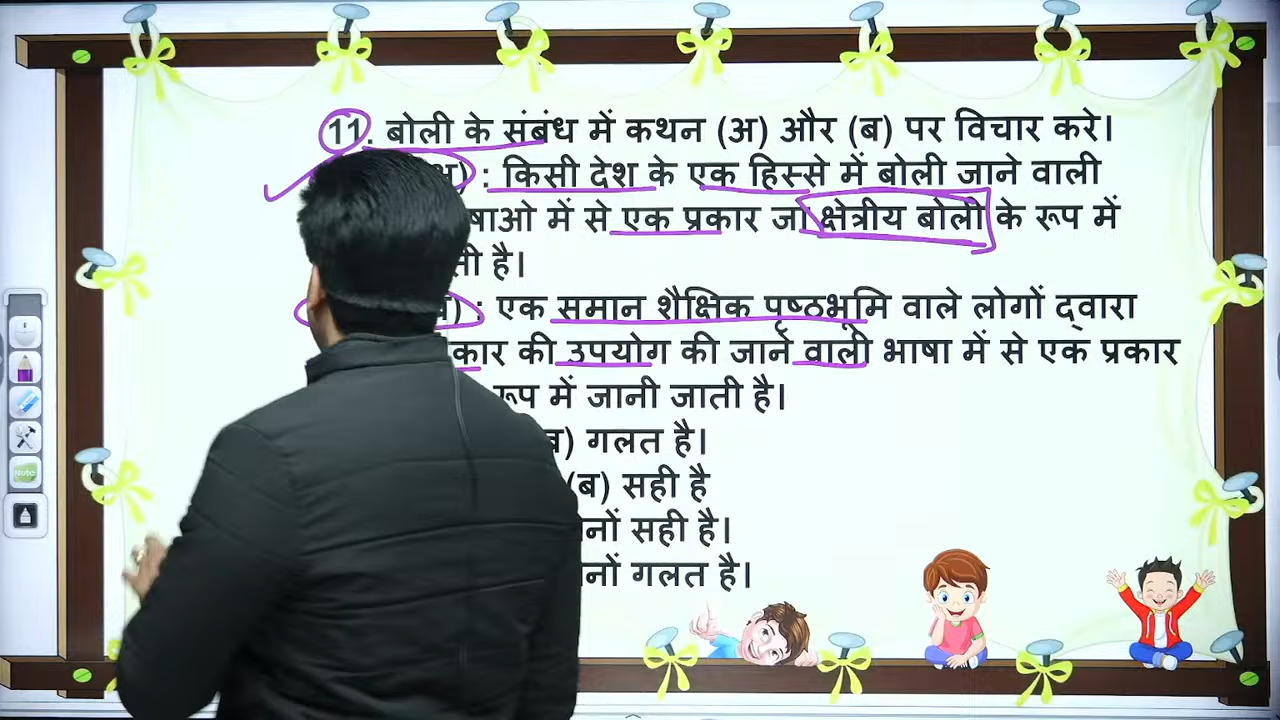 11. बोली के संबंध में कथन (अ) और (ब) पर विचार करे।
: किसी देश के एक हिस्से में बोली जाने वाली
में से एक प्रकार जो क्षेत्रीय बोली के रूप में
है।
: एक समान शैक्षिक पृष्ठभूमि वाले लोगों द्वारा
की उपयोग की जाने वाली भाषा में से एक प्रकार
रूप में जानी जाती है।
गलत है।
(ब) सही है
सही है।
गलत है।